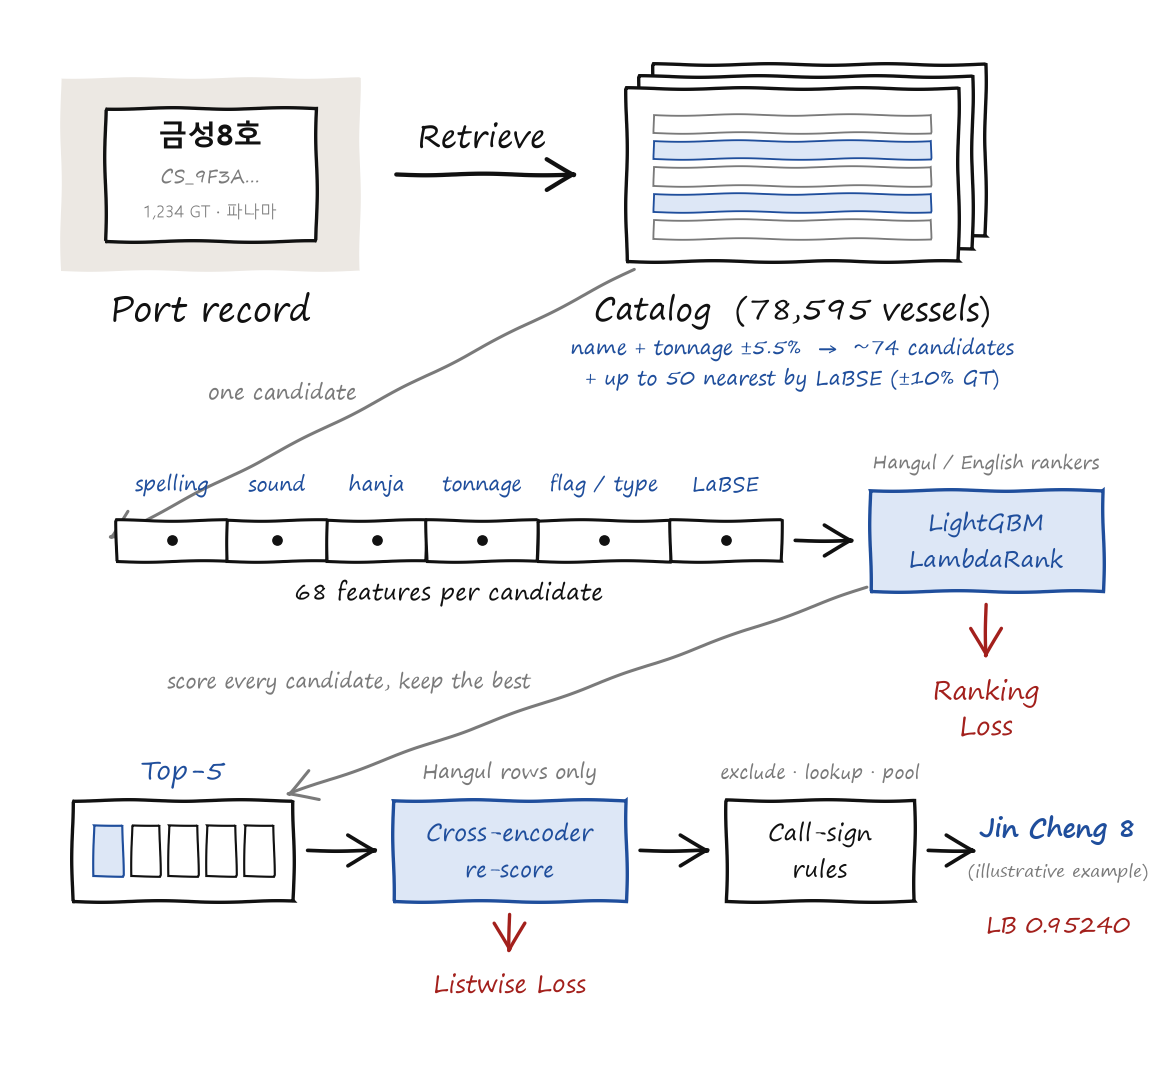 금성8호
CS_9F3A...
1,234 GT · 파나마
Port record
Retrieve
Catalog (78,595 vessels)
name + tonnage ±5.5% → ~74 candidates
+ up to 50 nearest by LaBSE (±10% GT)
one candidate
spelling
sound
hanja
tonnage
flag / type
LaBSE
68 features per candidate
Hangul / English rankers
LightGBM
LambdaRank
Ranking
Loss
score every candidate, keep the best
Top-5
Hangul rows only
Cross-encoder
re-score
Listwise Loss
exclude · lookup · pool
Call-sign
rules
Jin Cheng 8
(illustrative example)
LB 0.95240